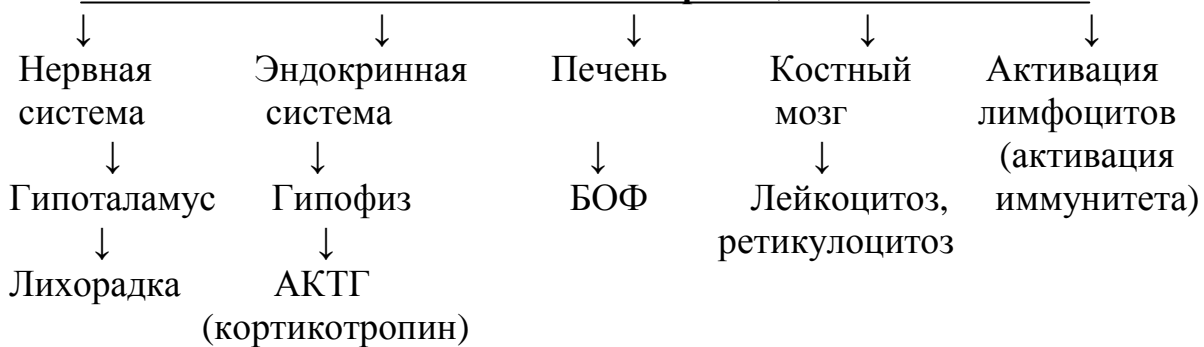 ↓ ↓ ↓ ↓ ↓
Нервная Эндокринная Печень Костный Активация
система система мозг лимфоцитов
↓ ↓ ↓ ↓ (активация
Гипоталамус Гипофиз БОФ Лейкоцитоз, иммунитета)
↓ ↓ ретикулоцитоз
Лихорадка АКТГ
(кортикотропин)